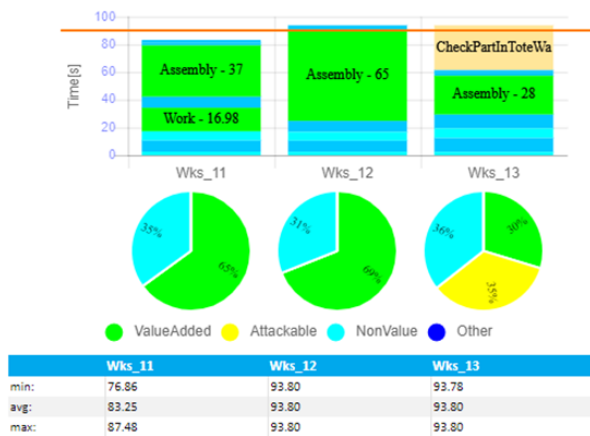 100
80
60
40
20
0
Time[s]
Assembly - 37
Work - 16.98
Assembly - 65
CheckPartInToteWa
Assembly - 28
Wks_11 Wks_12 Wks_13
35% 65%
31% 69%
36% 30% 35%
ValueAdded Attackable NonValue Other
Wks_11 Wks_12 Wks_13
min: 76.86 93.80 93.78
avg: 83.25 93.80 93.80
max: 87.48 93.80 93.80